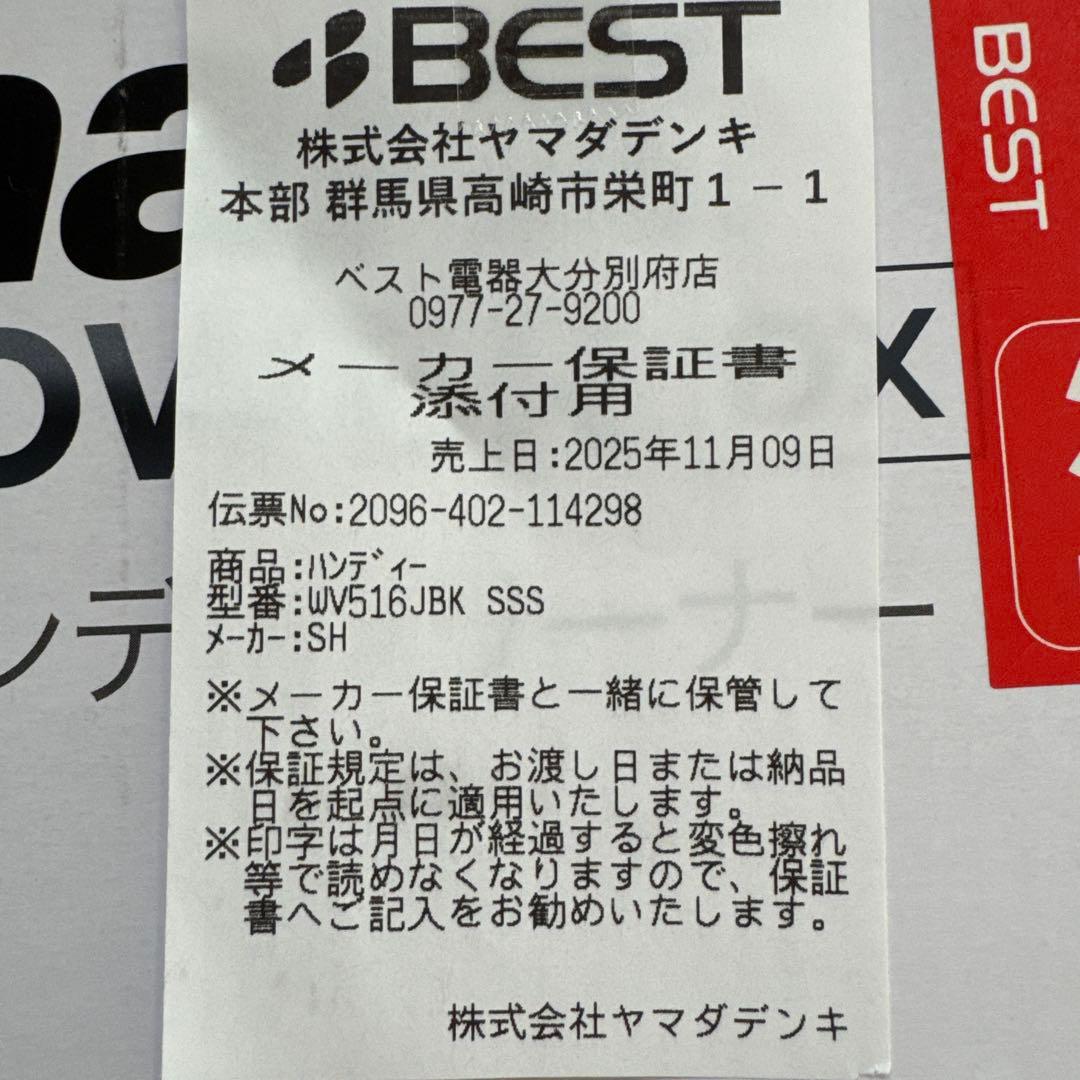 BEST
株式会社ヤマダデンキ
本部 群馬県高崎市栄町1-1
ベスト電器大分別府店
0977-27-9200
メーカー保証書
添付用
売上日:2025年11月09日
伝票No:2096-402-114298
商品:ﾊﾝﾃﾞｨｰ
型番:WV516JBK SSS
ﾒｰｶｰ:SH
※メーカー保証書と一緒に保管して
下さい。
※保証規定は、お渡し日または納品
日を起点に適用いたします。
※印字は月日が経過すると変色擦れ
等で読めなくなりますので、保証
書へご記入をお勧めいたします。
株式会社ヤマダデンキ
BEST